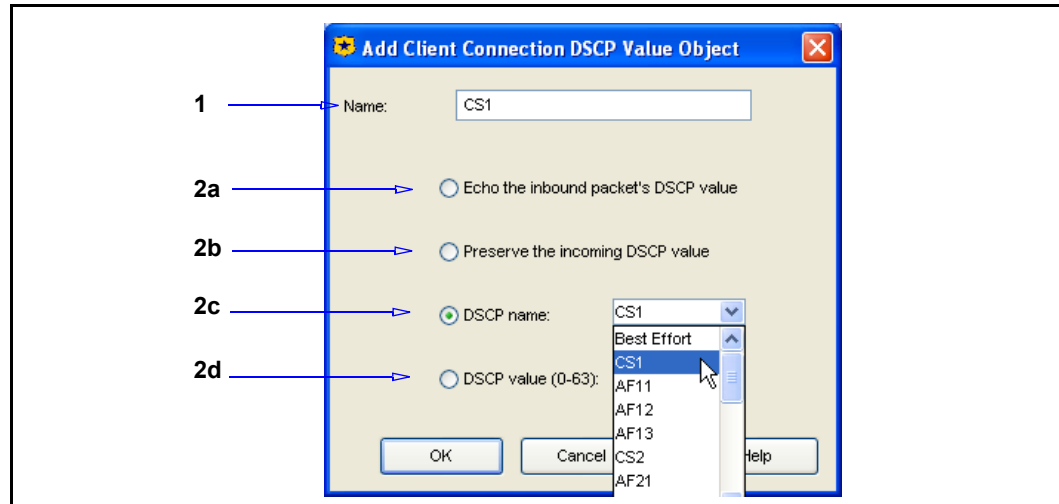 Add Client Connection DSCP Value Object
1
Name:
CS1
2a
Echo the inbound packet's DSCP value
2b
Preserve the incoming DSCP value
2c
DSCP name:
CS1
Best Effort
CS1
AF11
AF12
AF13
CS2
AF21
2d
DSCP value (0-63):
OK
Cancel
Help